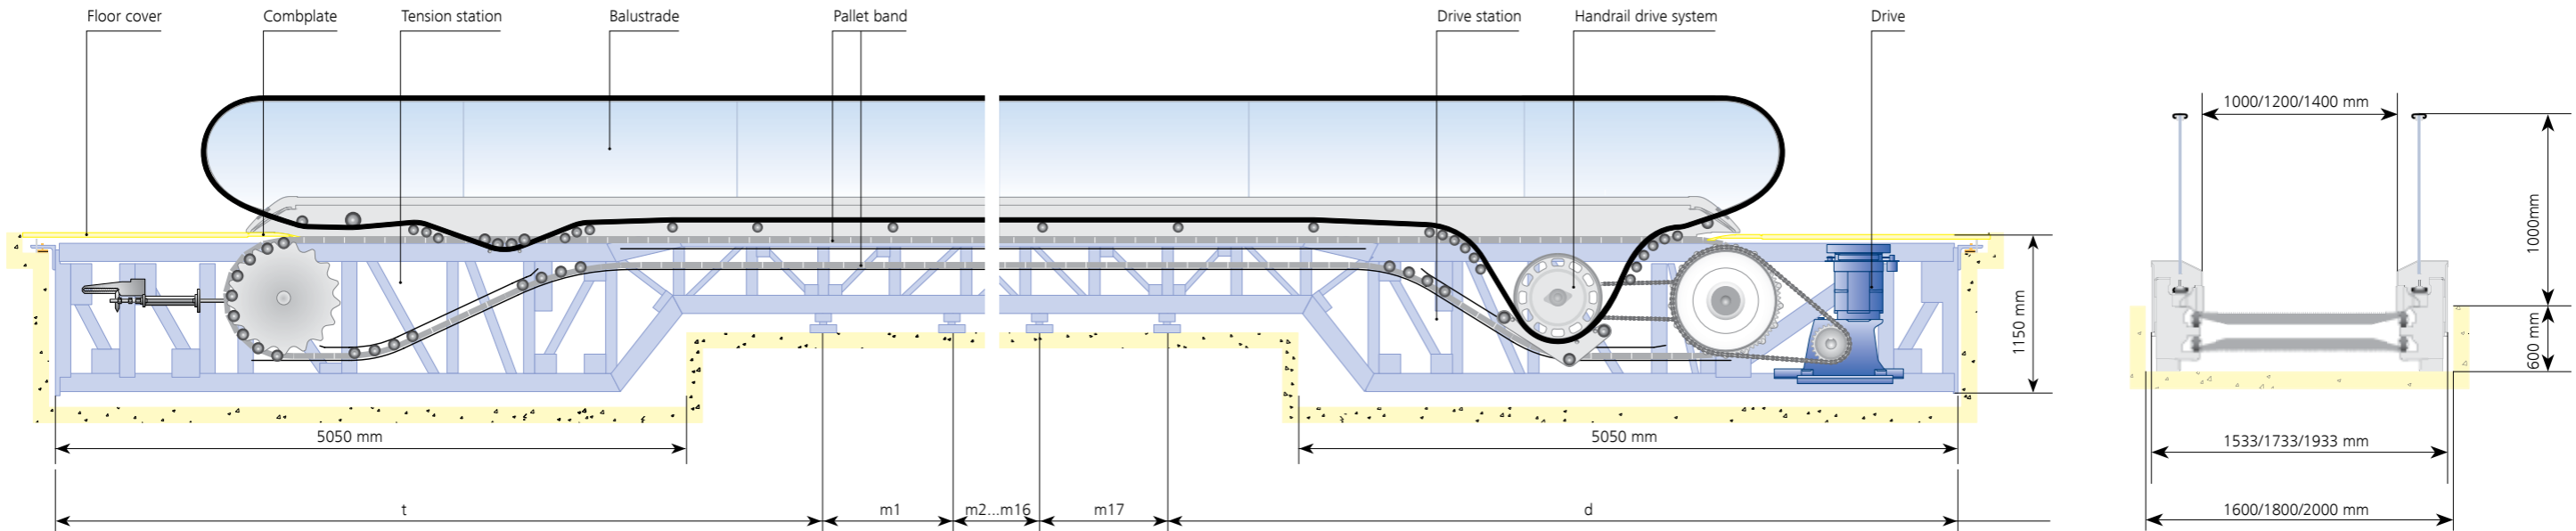 Floor cover
Combplate
Tension station
Balustrade
Pallet band
Drive station
Handrail drive system
Drive
1000/1200/1400 mm
1000mm
600 mm
1150 mm
5050 mm
5050 mm
1533/1733/1933 mm
t
m1
m2...m16
m17
d
1600/1800/2000 mm